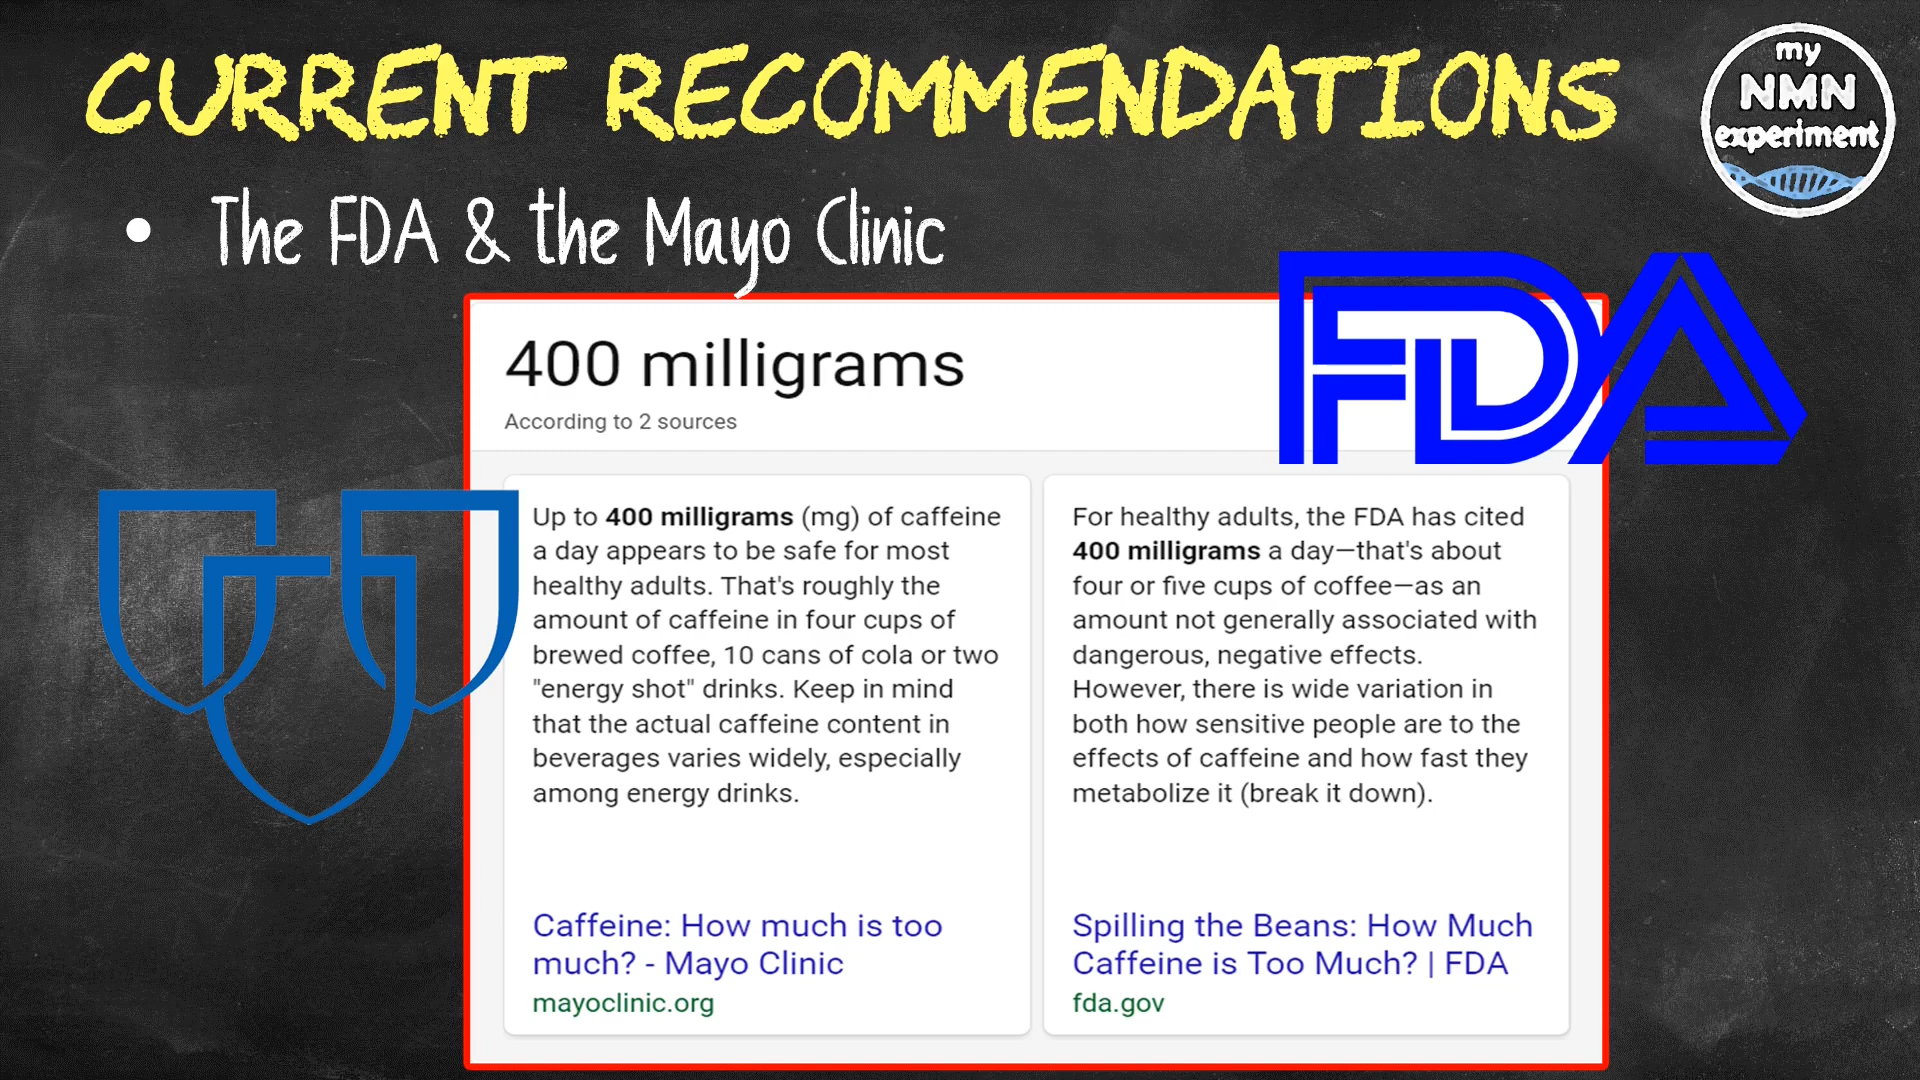 CURRENT RECOMMENDATIONS
my
NMN
experiment
• The FDA & the Mayo Clinic
FDA
400 milligrams
According to 2 sources
Up to 400 milligrams (mg) of caffeine
a day appears to be safe for most
healthy adults. That's roughly the
amount of caffeine in four cups of
brewed coffee, 10 cans of cola or two
"energy shot" drinks. Keep in mind
that the actual caffeine content in
beverages varies widely, especially
among energy drinks.
Caffeine: How much is too
much? - Mayo Clinic
mayoclinic.org
For healthy adults, the FDA has cited
400 milligrams a day—that's about
four or five cups of coffee—as an
amount not generally associated with
dangerous, negative effects.
However, there is wide variation in
both how sensitive people are to the
effects of caffeine and how fast they
metabolize it (break it down).
Spilling the Beans: How Much
Caffeine is Too Much? | FDA
fda.gov